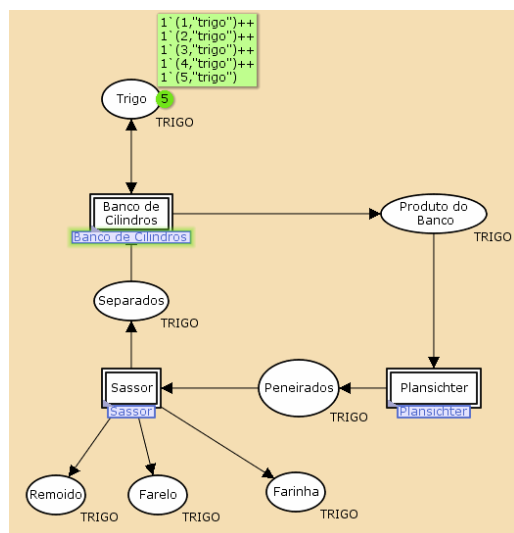 1`(1,"trigo")++
1`(2,"trigo")++
1`(3,"trigo")++
1`(4,"trigo")++
1`(5,"trigo")
Trigo
5
TRIGO
Banco de
Cilindros
Banco de Cilindros
Produto do
Banco
TRIGO
Separados
TRIGO
Sassor
Sassor
Peneirados
TRIGO
Plansichter
Plansichter
Remoido
TRIGO
Farelo
TRIGO
Farinha
TRIGO